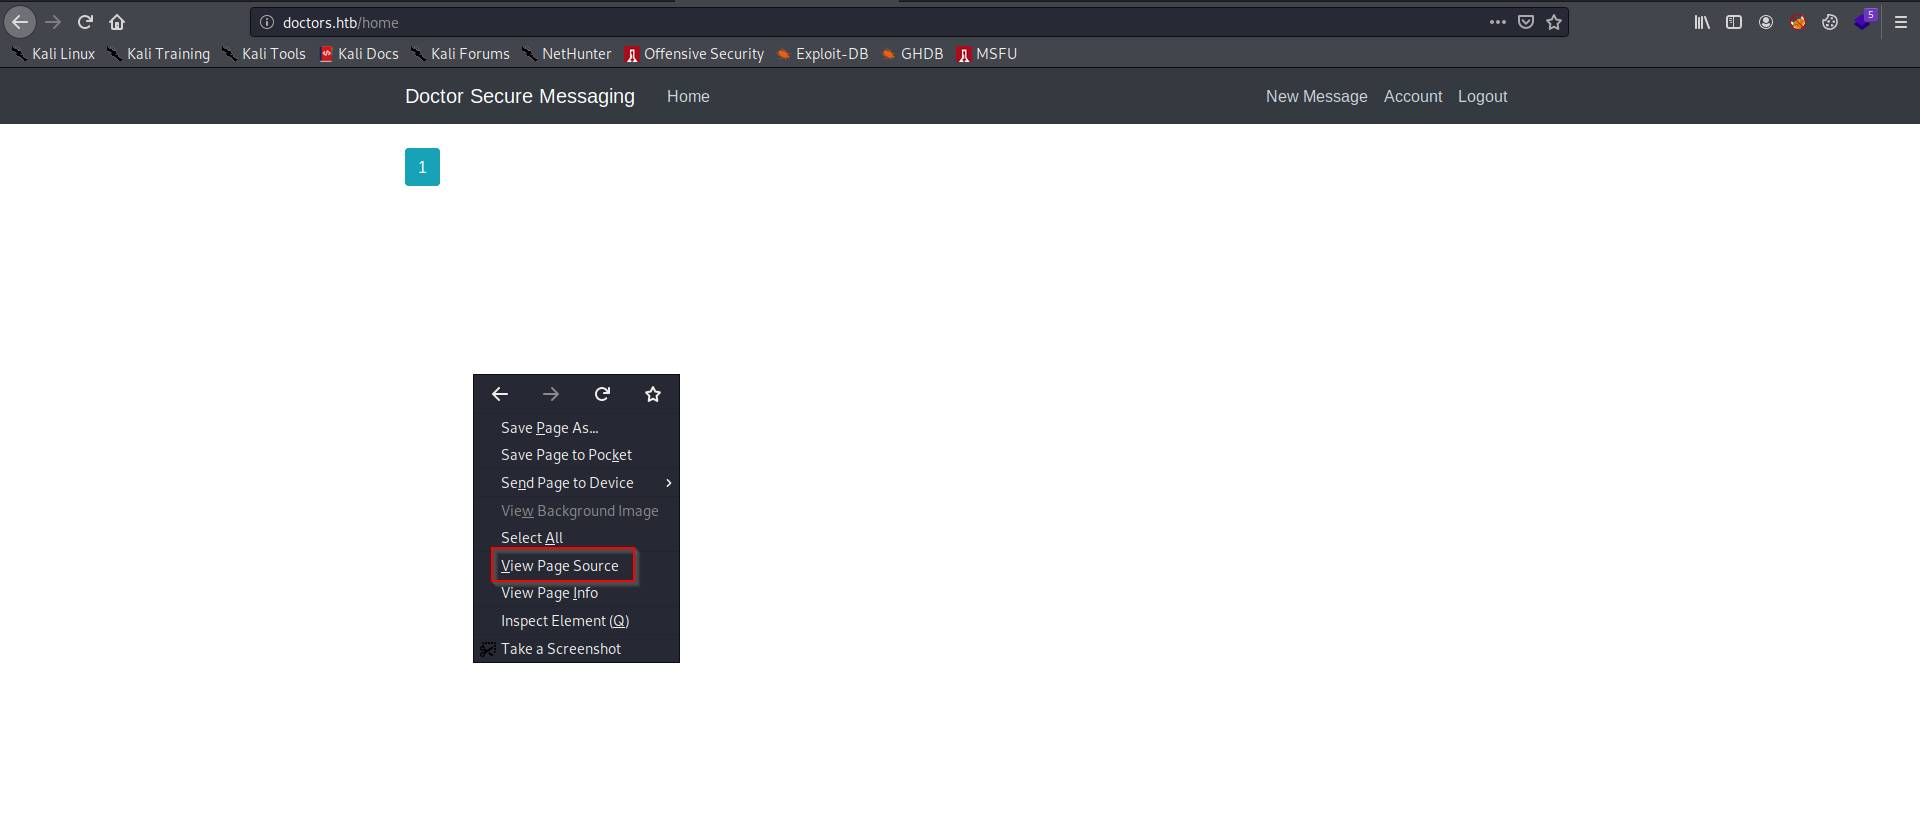 doctors.htb/home
5
Kali Linux Kali Training Kali Tools Kali Docs Kali Forums NetHunter Offensive Security Exploit-DB GHDB MSFU
Doctor Secure Messaging Home New Message Account Logout
1
Save Page As...
Save Page to Pocket
Send Page to Device
View Background Image
Select All
View Page Source
View Page Info
Inspect Element (Q)
Take a Screenshot